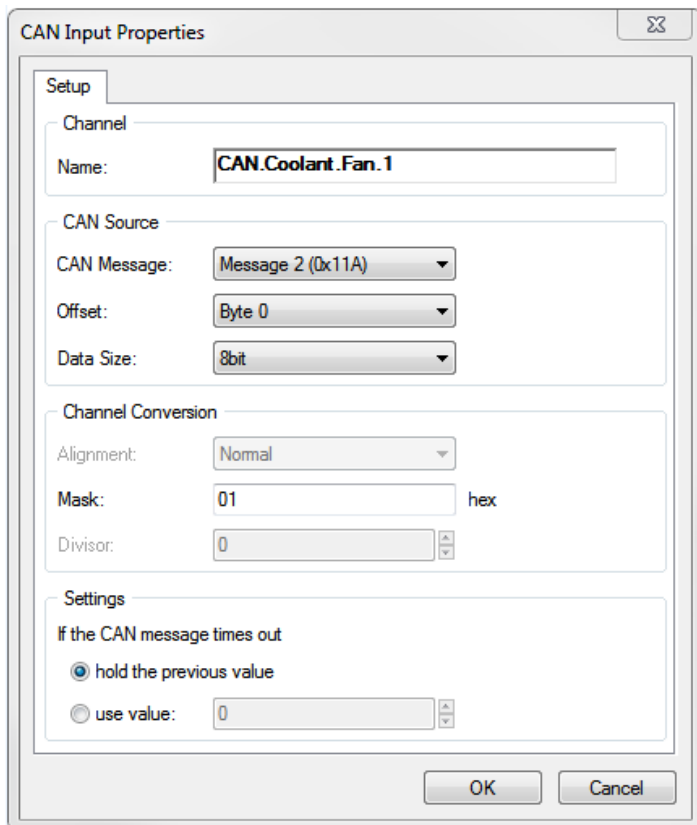 CAN Input Properties
Setup
Channel
Name: CAN.Coolant.Fan.1
CAN Source
CAN Message: Message 2 (0x11A)
Offset: Byte 0
Data Size: 8bit
Channel Conversion
Alignment: Normal
Mask: 01 hex
Divisor: 0
Settings
If the CAN message times out
hold the previous value
use value: 0
OK Cancel